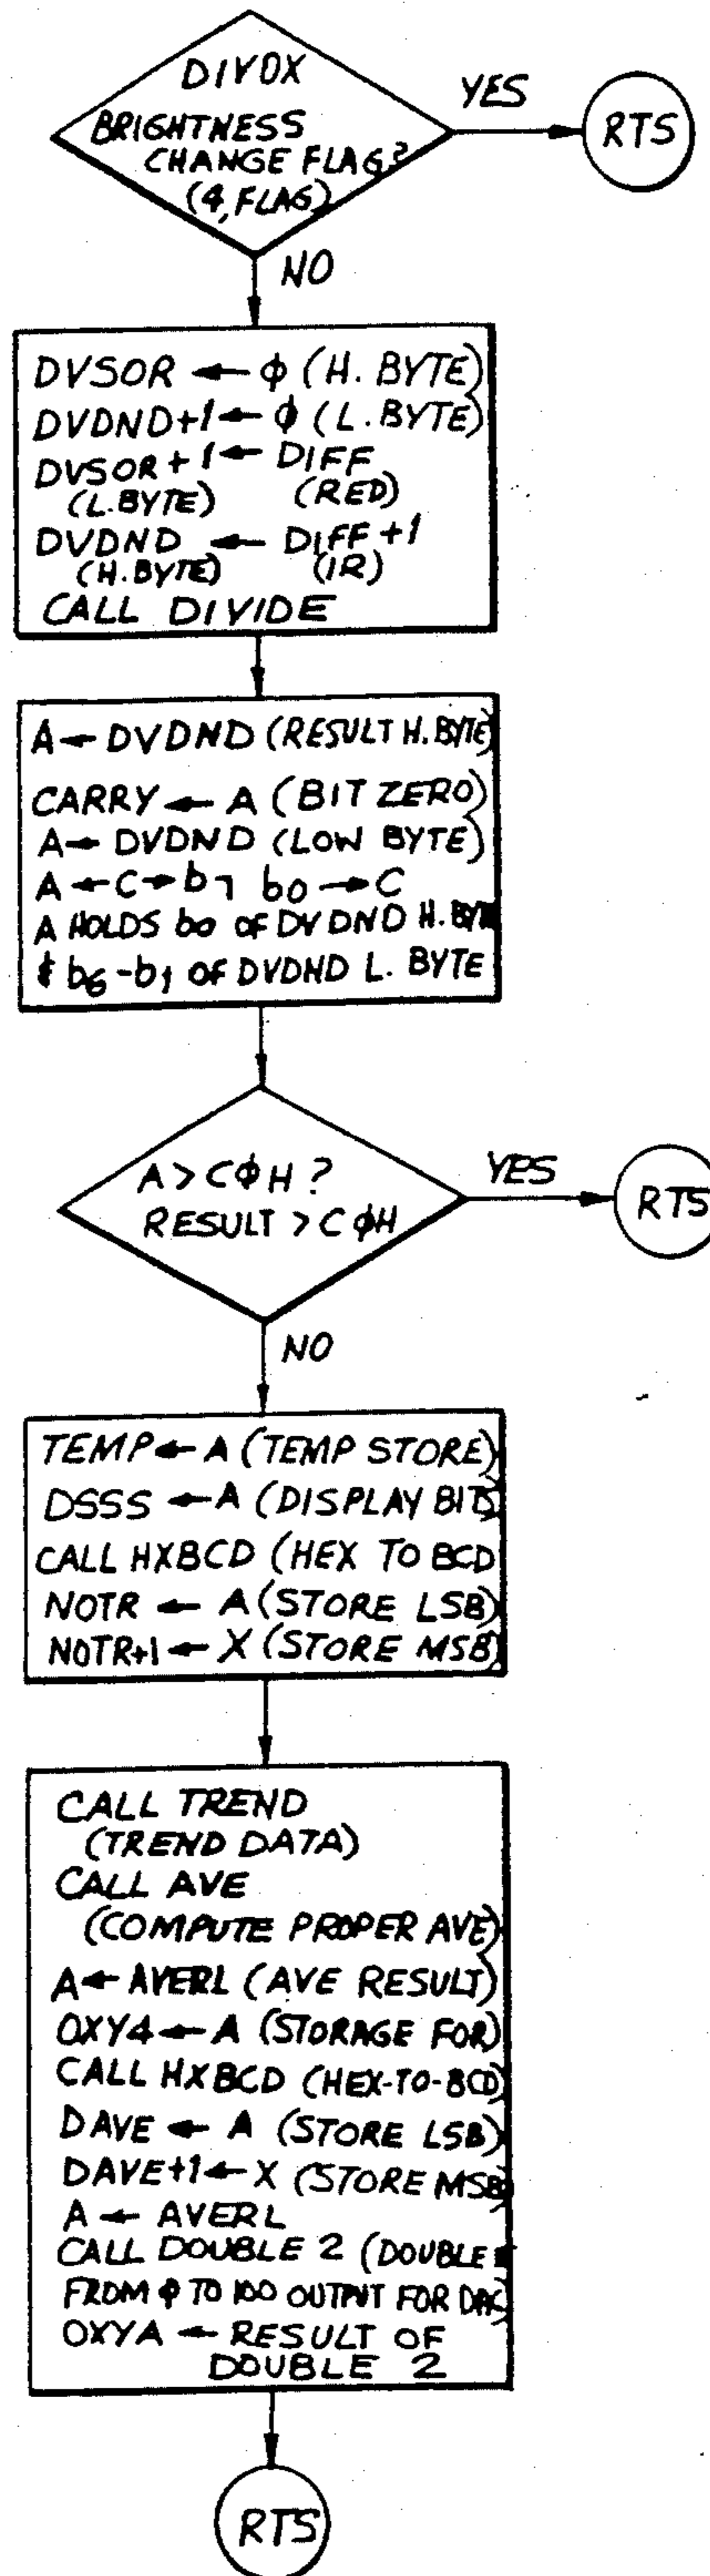 DIVOX
BRIGHTNESS
CHANGE FLAG?
(4, FLAG)
YES
RTS
NO
DVSOR ← ϕ (H. BYTE)
DVDND+1 ← ϕ (L. BYTE)
DVSOR+1 ← DIFF
(L.BYTE) (RED)
DVDND ← DIFF+1
(H.BYTE) (IR)
CALL DIVIDE
A ← DVDND (RESULT H. BYTE)
CARRY ← A (BIT ZERO)
A ← DVDND (LOW BYTE)
A ← C → b7 b0 → C
A HOLDS b0 OF DVDND H. BYTE
& b6-b1 OF DVDND L. BYTE
A > CϕH ?
RESULT > CϕH
YES
RTS
NO
TEMP ← A (TEMP STORE)
DSSS ← A (DISPLAY BITS
CALL HXBCD (HEX TO BCD
NOTR ← A (STORE LSB)
NOTR+1 ← X (STORE MSB)
CALL TREND
(TREND DATA)
CALL AVE
(COMPUTE PROPER AVE)
A ← AVERL (AVE RESULT)
OXY4 ← A (STORAGE FOR)
CALL HXBCD (HEX-TO-BCD)
DAVE ← A (STORE LSB)
DAVE+1 ← X (STORE MSB)
A ← AVERL
CALL DOUBLE 2 (DOUBLE
FROM ϕ TO 100 OUTPUT FOR DAC)
OXYA ← RESULT OF
DOUBLE 2
RTS